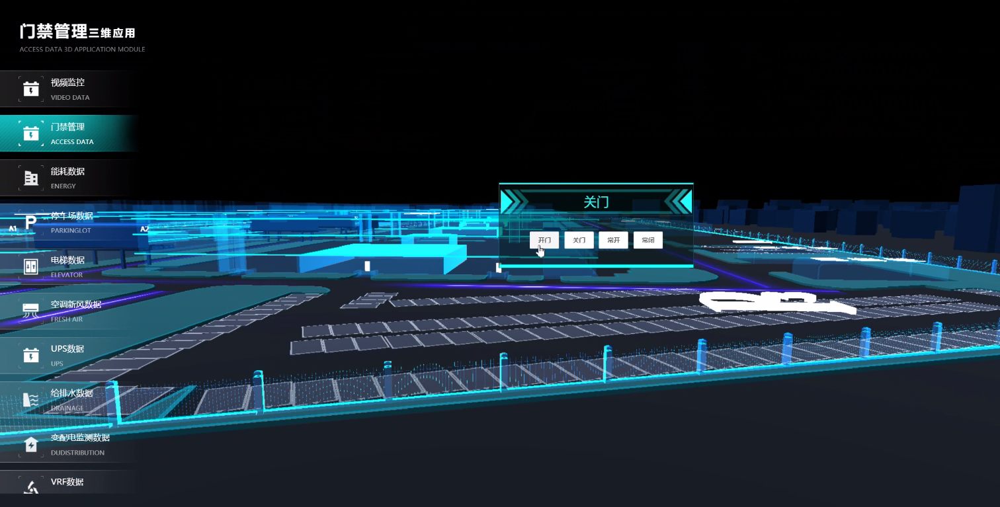 门禁管理三维应用
ACCESS DATA 3D APPLICATION MODULE
视频监控
VIDEO DATA
门禁管理
ACCESS DATA
能耗数据
ENERGY
停车场数据
PARKINGLOT
A1
P
A2
电梯数据
ELEVATOR
空调新风数据
FRESH AIR
UPS数据
UPS
给排水数据
DRAINAGE
变配电监测数据
DUDISTRIBUTION
VRF数据
关门
开门 关门 常开 常闭